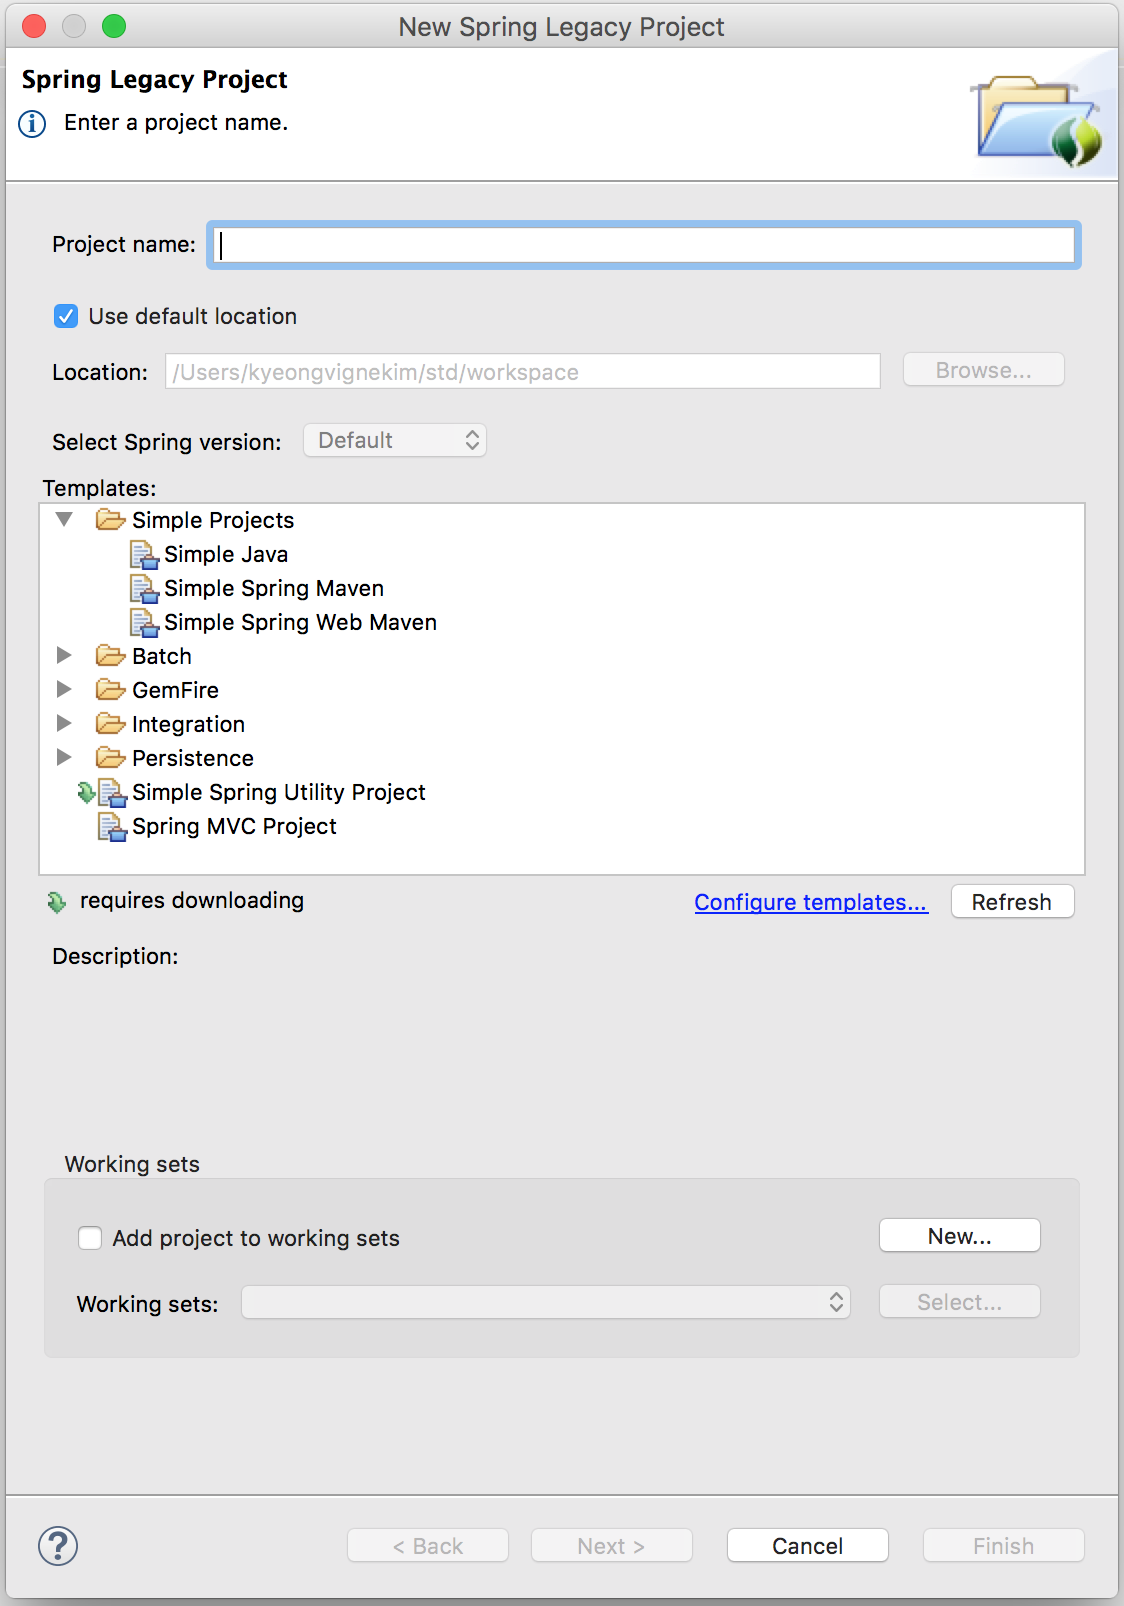 New Spring Legacy Project
Spring Legacy Project
Enter a project name.
Project name:
Use default location
Location: /Users/kyeongvignekim/std/workspace Browse...
Select Spring version: Default
Templates:
Simple Projects
Simple Java
Simple Spring Maven
Simple Spring Web Maven
Batch
GemFire
Integration
Persistence
Simple Spring Utility Project
Spring MVC Project
requires downloading Configure templates... Refresh
Description:
Working sets
Add project to working sets New...
Working sets: Select...
? < Back Next > Cancel Finish